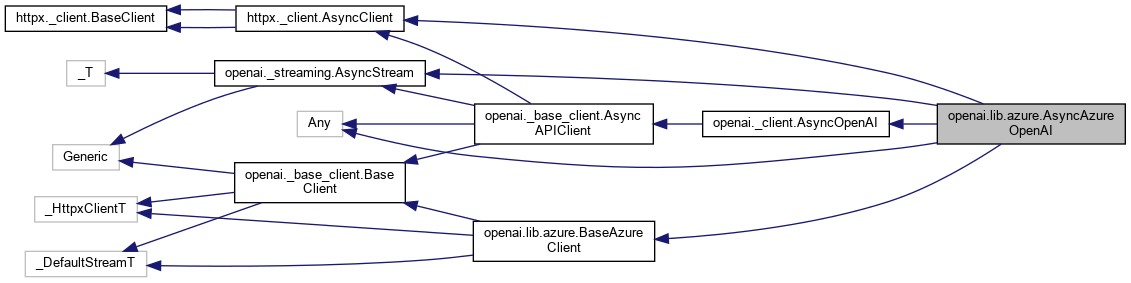 httpx._client.BaseClient
httpx._client.AsyncClient
_T
openai._streaming.AsyncStream
Any
openai._base_client.Async
APIClient
openai._client.AsyncOpenAI
openai.lib.azure.AsyncAzure
OpenAI
Generic
openai._base_client.Base
Client
_HttpxClientT
openai.lib.azure.BaseAzure
Client
_DefaultStreamT